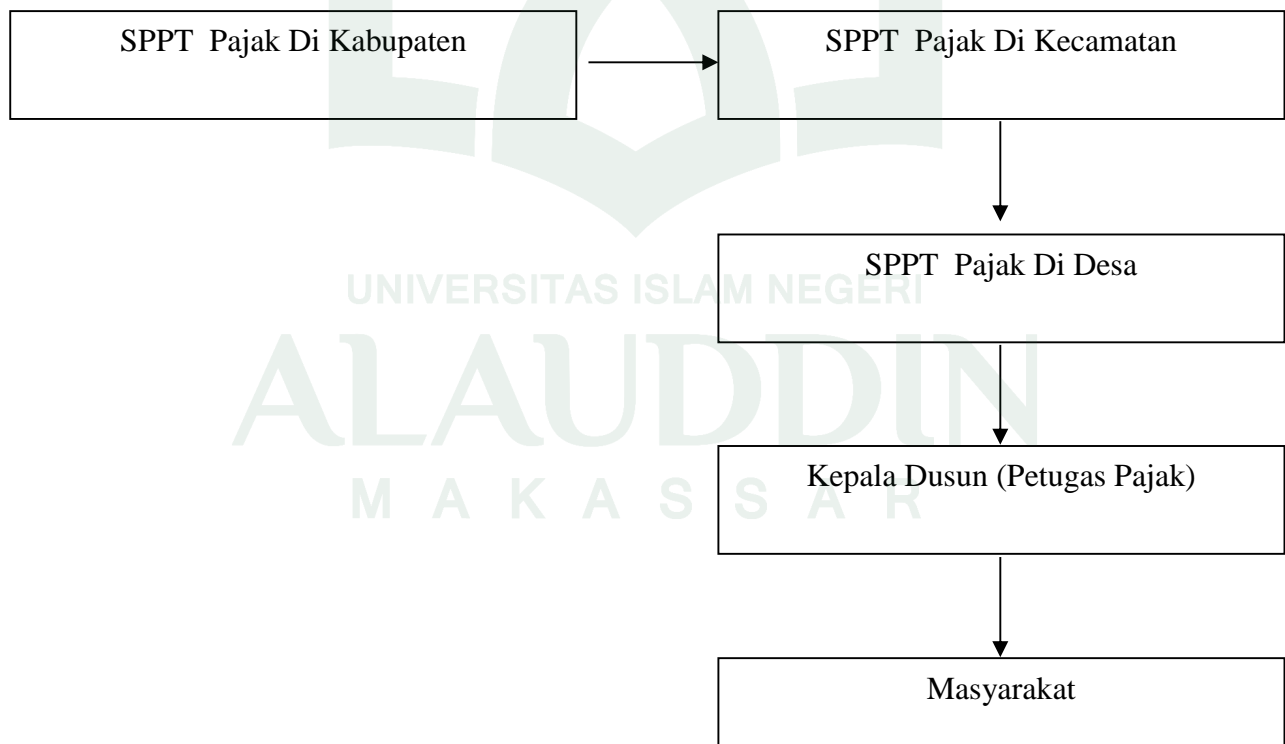 SPPT Pajak Di Kabupaten
SPPT Pajak Di Kecamatan
SPPT Pajak Di Desa
UNIVERSITAS ISLAM NEGERI
ALAUDDIN
Kepala Dusun (Petugas Pajak)
MAKASSAR
Masyarakat